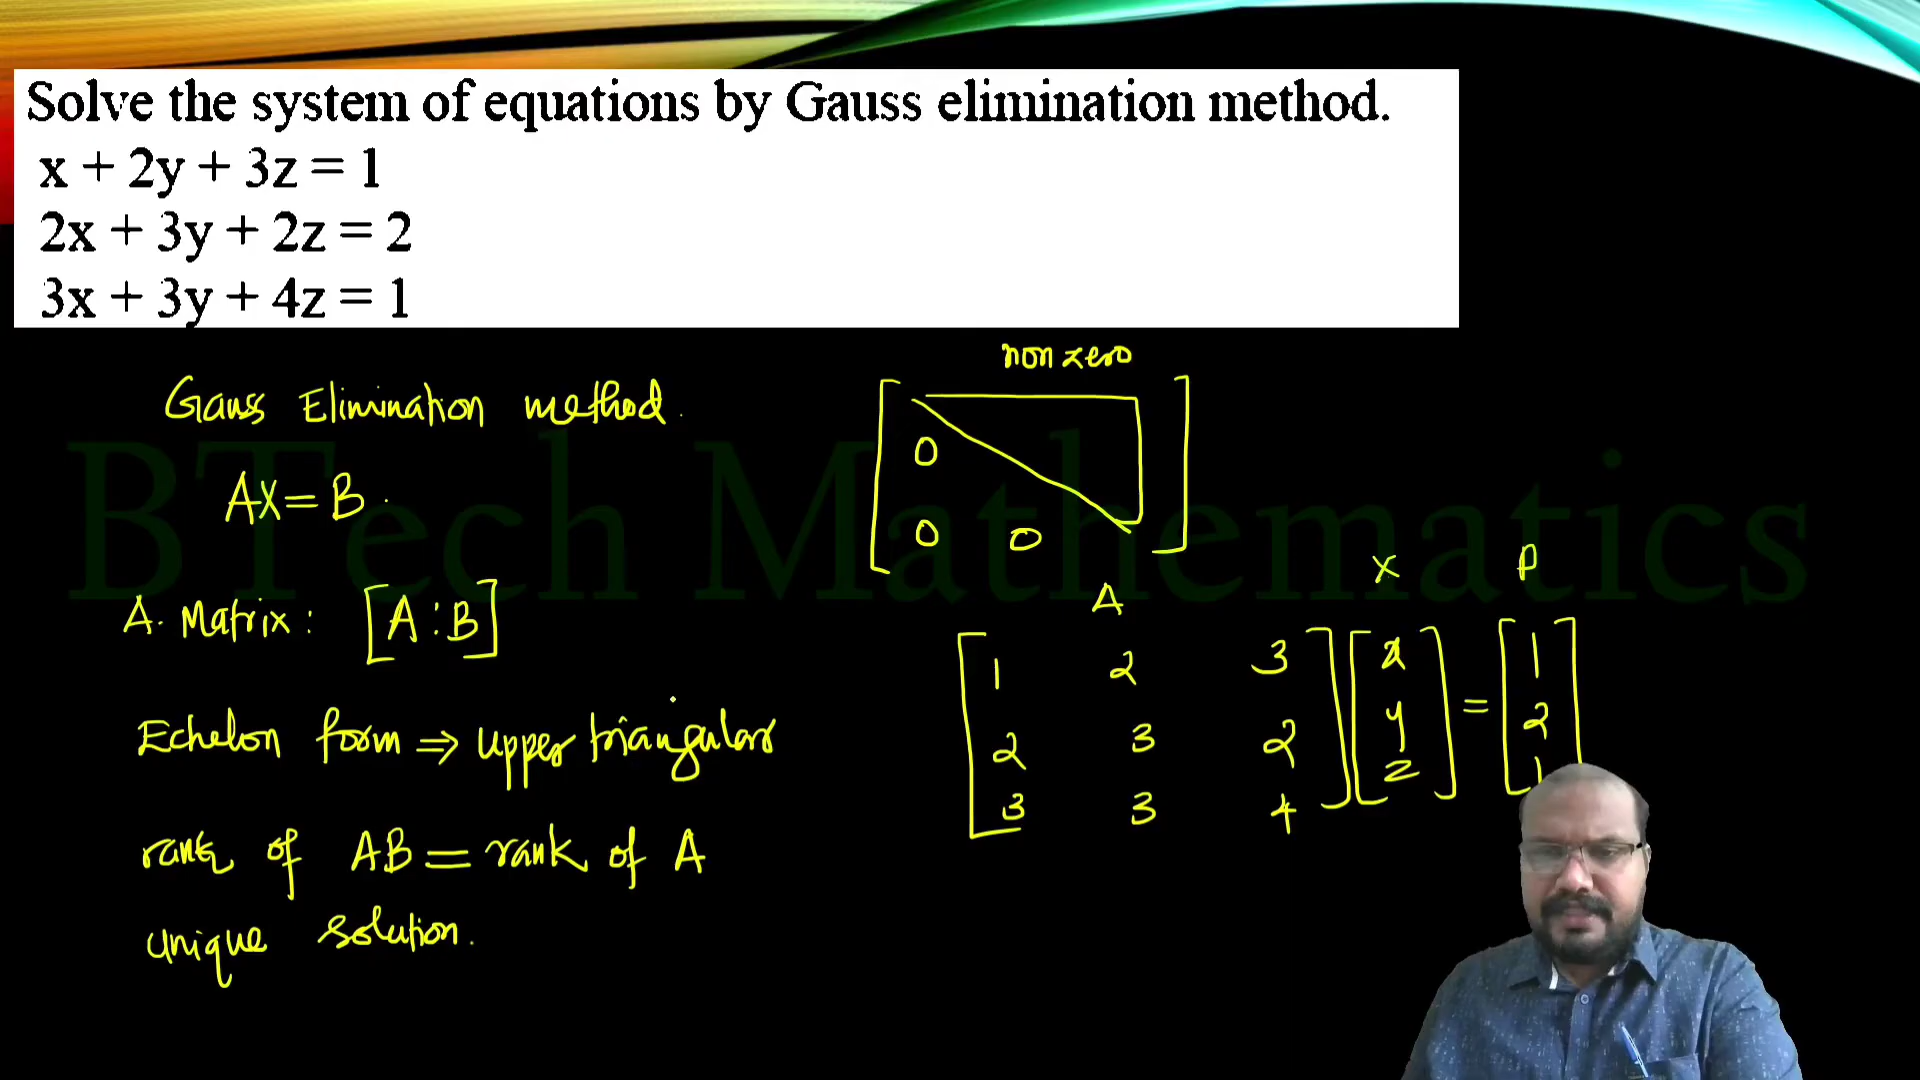 Solve the system of equations by Gauss elimination method.
x + 2y + 3z = 1
2x + 3y + 2z = 2
3x + 3y + 4z = 1
non zero
Gauss Elimination method.
0
0 0
AX = B.
BTech Mathematics
A. Matrix: [A : B]
A X
1 2 3 x 1
2 3 2 y = 2
3 3 4 z 1
Echelon form ⇒ upper triangular
rank of AB = rank of A
unique solution.